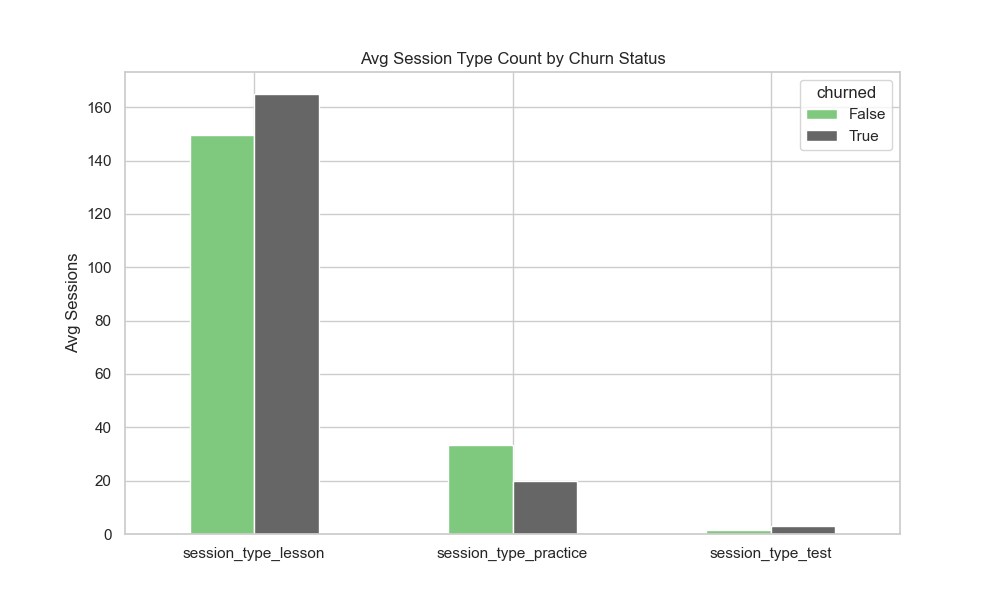 Avg Session Type Count by Churn Status
churned
False
True
Avg Sessions
160
140
120
100
80
60
40
20
0
session_type_lesson
session_type_practice
session_type_test